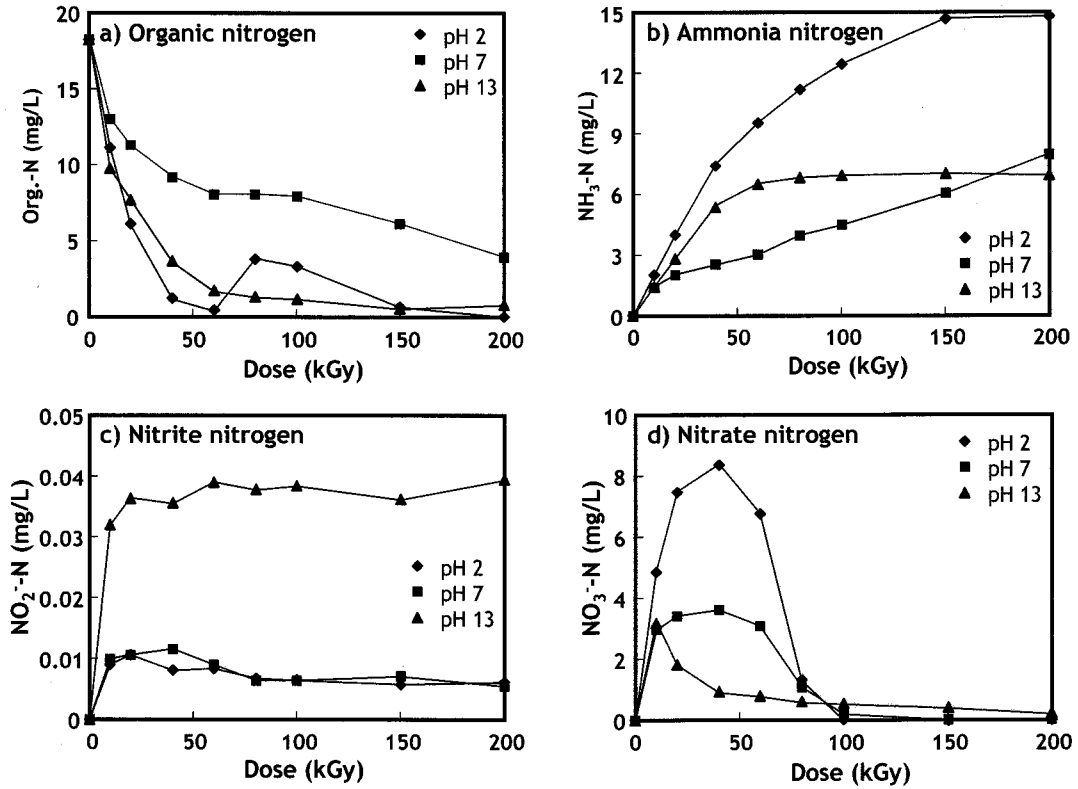 a) Organic nitrogen
pH 2
pH 7
pH 13
20
15
10
5
0
Org.-N (mg/L)
0 50 100 150 200
Dose (kGy)
b) Ammonia nitrogen
pH 2
pH 7
pH 13
15
12
9
6
3
0
NH3-N (mg/L)
0 50 100 150 200
Dose (kGy)
c) Nitrite nitrogen
pH 2
pH 7
pH 13
0.05
0.04
0.03
0.02
0.01
0
NO2--N (mg/L)
0 50 100 150 200
Dose (kGy)
d) Nitrate nitrogen
pH 2
pH 7
pH 13
10
8
6
4
2
0
NO3--N (mg/L)
0 50 100 150 200
Dose (kGy)